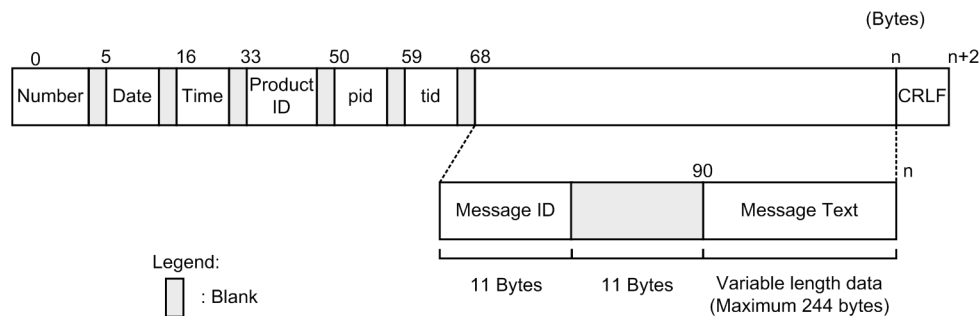 (Bytes)
0 5 16 33 50 59 68 n n+2
Number Date Time Product ID pid tid CRLF
90 n
Message ID Message Text
Legend:
: Blank
11 Bytes 11 Bytes Variable length data
(Maximum 244 bytes)